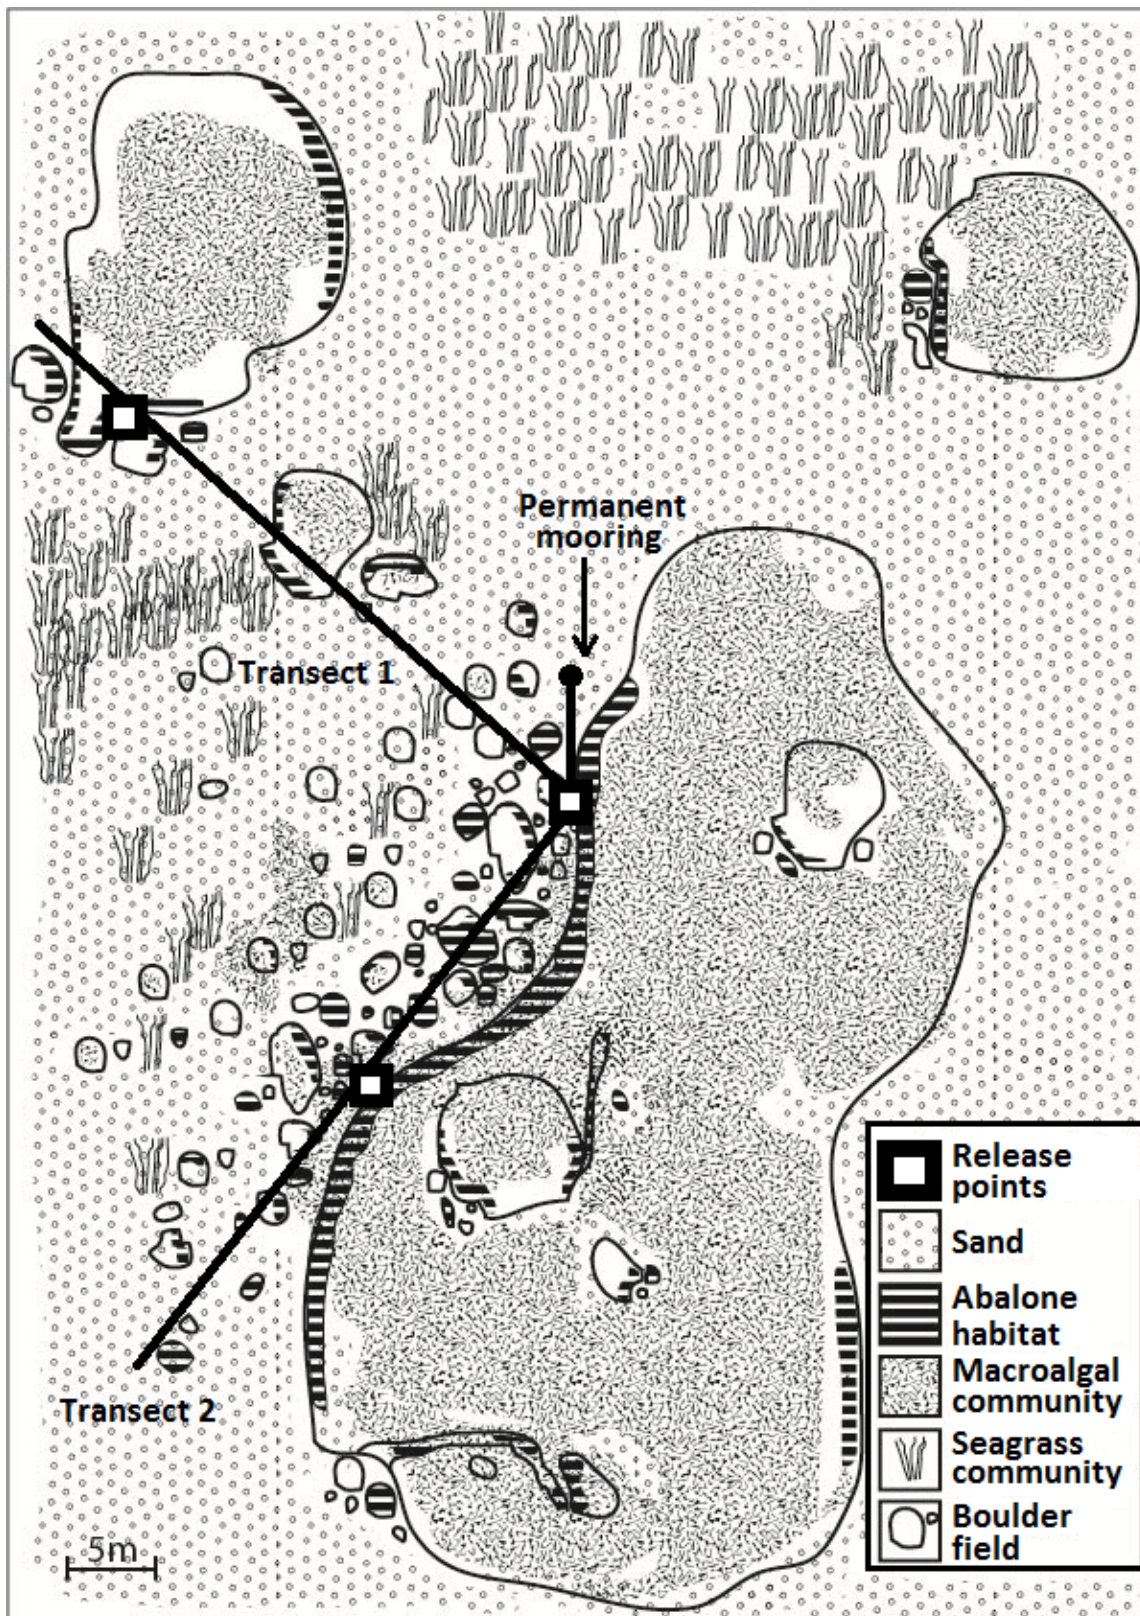 Permanent
mooring
Transect 1
Transect 2
5m
Release
points
Sand
Abalone
habitat
Macroalgal
community
Seagrass
community
Boulder
field